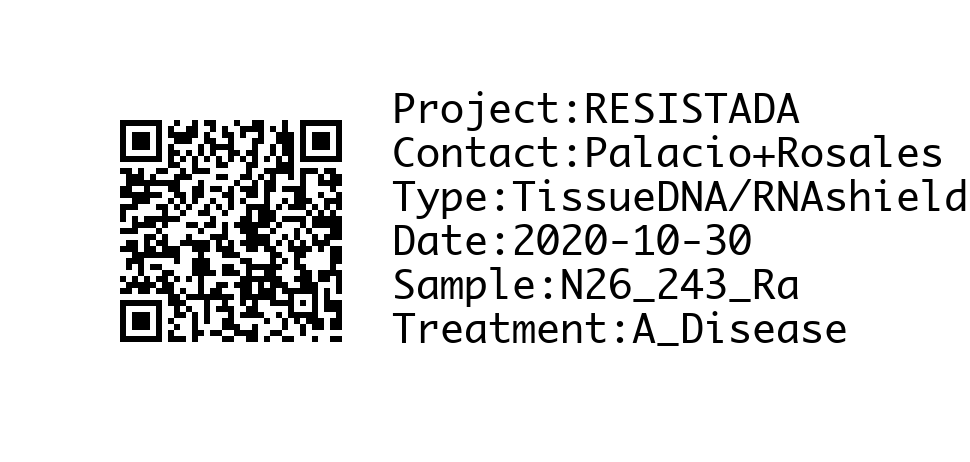 Project:RESISTADA
Contact:Palacio+Rosales
Type:TissueDNA/RNAshield
Date:2020-10-30
Sample:N26_243_Ra
Treatment:A_Disease